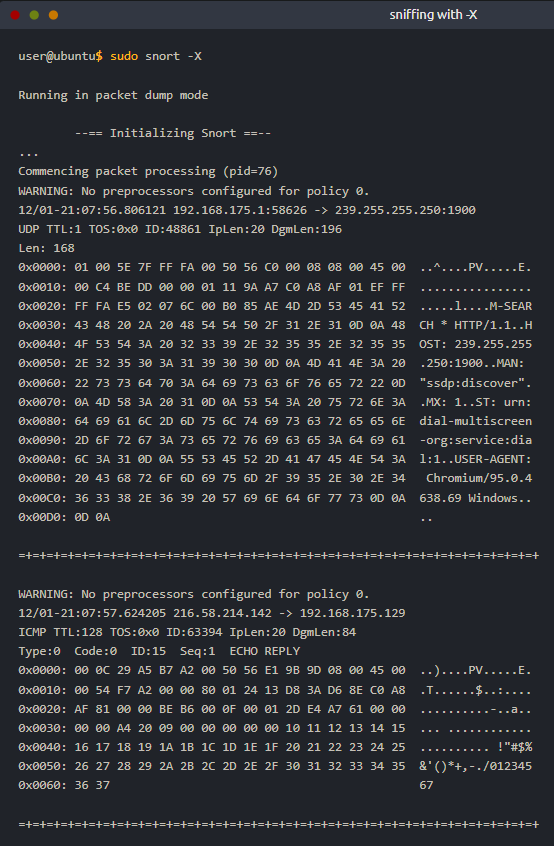 sniffing with -X
user@ubuntu$ sudo snort -X
Running in packet dump mode
--== Initializing Snort ==--
...
Commencing packet processing (pid=76)
WARNING: No preprocessors configured for policy 0.
12/01-21:07:56.806121 192.168.175.1:58626 -> 239.255.255.250:1900
UDP TTL:1 TOS:0x0 ID:48861 IpLen:20 DgmLen:196
Len: 168
0x0000: 01 00 5E 7F FF FA 00 50 56 C0 00 08 08 00 45 00  ..^....PV.....E.
0x0010: 00 C4 BE DD 00 00 01 11 9A A7 C0 A8 AF 01 EF FF  ................
0x0020: FF FA E5 02 07 6C 00 B0 85 AE 4D 2D 53 45 41 52  .....l....M-SEAR
0x0030: 43 48 20 2A 20 48 54 54 50 2F 31 2E 31 0D 0A 48  CH * HTTP/1.1..H
0x0040: 4F 53 54 3A 20 32 33 39 2E 32 35 35 2E 32 35 35  OST: 239.255.255
0x0050: 2E 32 35 30 3A 31 39 30 30 0D 0A 4D 41 4E 3A 20  .250:1900..MAN:
0x0060: 22 73 73 64 70 3A 64 69 73 63 6F 76 65 72 22 0D  "ssdp:discover".
0x0070: 0A 4D 58 3A 20 31 0D 0A 53 54 3A 20 75 72 6E 3A  .MX: 1..ST: urn:
0x0080: 64 69 61 6C 2D 6D 75 6C 74 69 73 63 72 65 65 6E  dial-multiscreen
0x0090: 2D 6F 72 67 3A 73 65 72 76 69 63 65 3A 64 69 61  -org:service:dia
0x00A0: 6C 3A 31 0D 0A 55 53 45 52 2D 41 47 45 4E 54 3A  l:1..USER-AGENT:
0x00B0: 20 43 68 72 6F 6D 69 75 6D 2F 39 35 2E 30 2E 34   Chromium/95.0.4
0x00C0: 36 33 38 2E 36 39 20 57 69 6E 64 6F 77 73 0D 0A  638.69 Windows..
0x00D0: 0D 0A                                            ..
=+=+=+=+=+=+=+=+=+=+=+=+=+=+=+=+=+=+=+=+=+=+=+=+=+=+=+=+=+=+=+=+=+=+=+=+=+
WARNING: No preprocessors configured for policy 0.
12/01-21:07:57.624205 216.58.214.142 -> 192.168.175.129
ICMP TTL:128 TOS:0x0 ID:63394 IpLen:20 DgmLen:84
Type:0  Code:0  ID:15  Seq:1  ECHO REPLY
0x0000: 00 0C 29 A5 B7 A2 00 50 56 E1 9B 9D 08 00 45 00  ..)....PV.....E.
0x0010: 00 54 F7 A2 00 00 80 01 24 13 D8 3A D6 8E C0 A8  .T......$..:....
0x0020: AF 81 00 00 BE B6 00 0F 00 01 2D E4 A7 61 00 00  ..........-..a..
0x0030: 00 00 A4 20 09 00 00 00 00 00 10 11 12 13 14 15  ... ............
0x0040: 16 17 18 19 1A 1B 1C 1D 1E 1F 20 21 22 23 24 25  .......... !"#$%
0x0050: 26 27 28 29 2A 2B 2C 2D 2E 2F 30 31 32 33 34 35  &'()*+,-./012345
0x0060: 36 37                                            67
=+=+=+=+=+=+=+=+=+=+=+=+=+=+=+=+=+=+=+=+=+=+=+=+=+=+=+=+=+=+=+=+=+=+=+=+=+